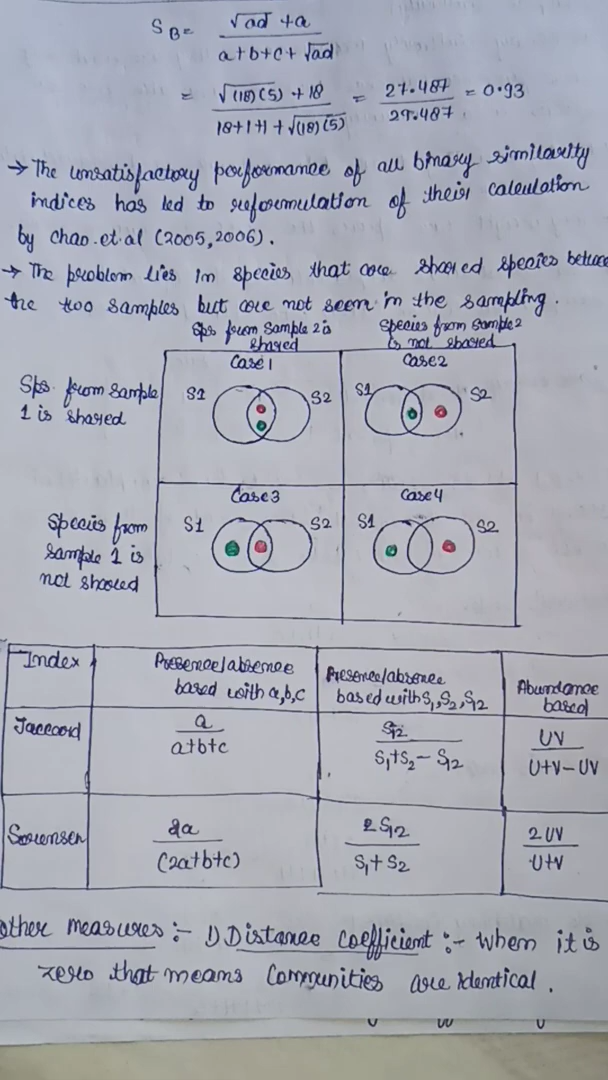 S_B = (√ad + a) / (a+b+c+√ad)
= (√(18)(5) + 18) / (18+1+1+√(18)(5)) = 27.487 / 29.487 = 0.93
→ The unsatisfactory performance of all binary similarity
indices has led to reformulation of their calculation
by chao.et.al (2005,2006).
→ The problem lies in species that are shared species betwee
the two samples but are not seen in the sampling.
Sps from sample 2 is shared
Species from sample 2 is not shared
Sps. from sample 1 is shared
Case 1
S1 S2
Case 2
S1 S2
Species from sample 1 is not shared
Case 3
S1 S2
Case 4
S1 S2
Index
Presence/absence based with a,b,c
Presence/absence based with S₁,S₂,S₁₂
Abundance based
Jaccard
a / (a+b+c)
S₁₂ / (S₁+S₂-S₁₂)
UV / (U+V-UV)
Sorensen
2a / (2a+b+c)
2S₁₂ / (S₁+S₂)
2UV / (U+V)
other measures :- 1) Distance coefficient :- when it is
zero that means communities are identical.